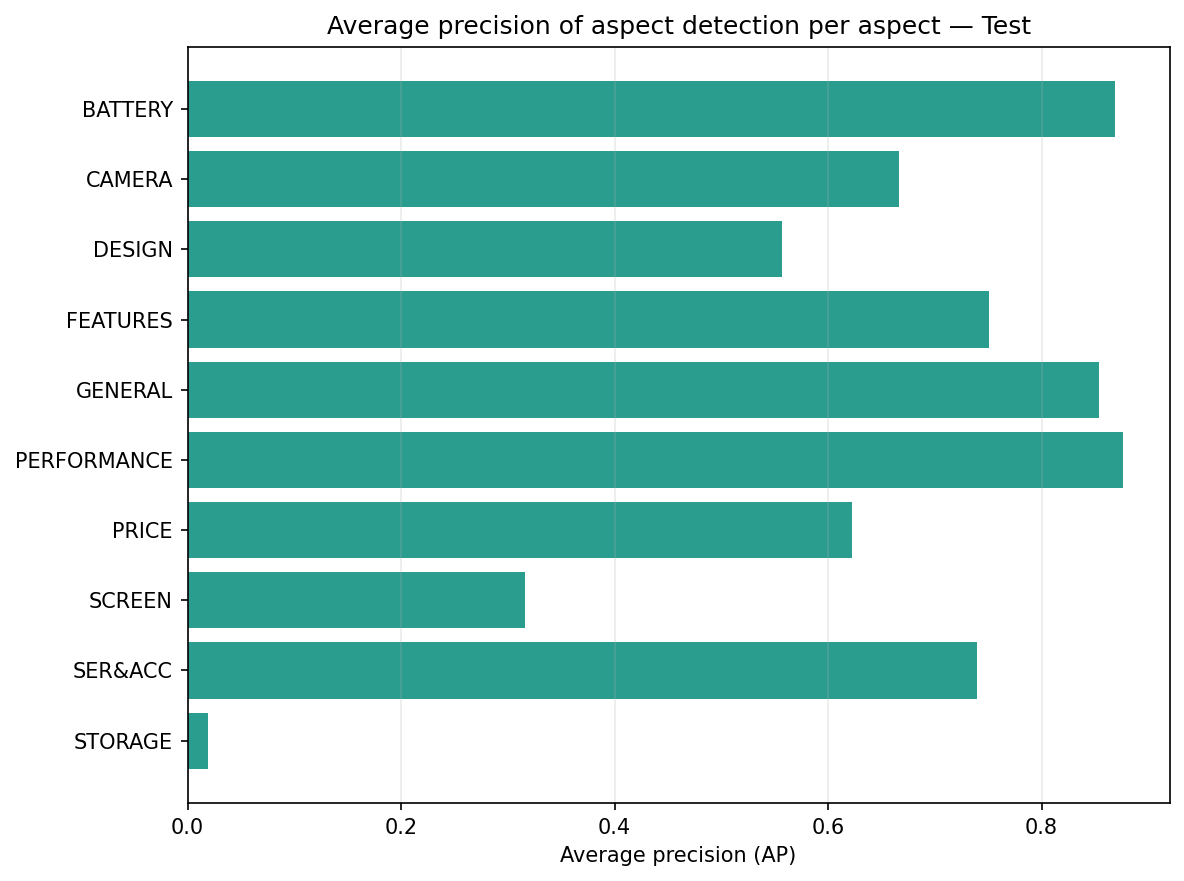 Average precision of aspect detection per aspect — Test
BATTERY
CAMERA
DESIGN
FEATURES
GENERAL
PERFORMANCE
PRICE
SCREEN
SER&ACC
STORAGE
0.0 0.2 0.4 0.6 0.8
Average precision (AP)